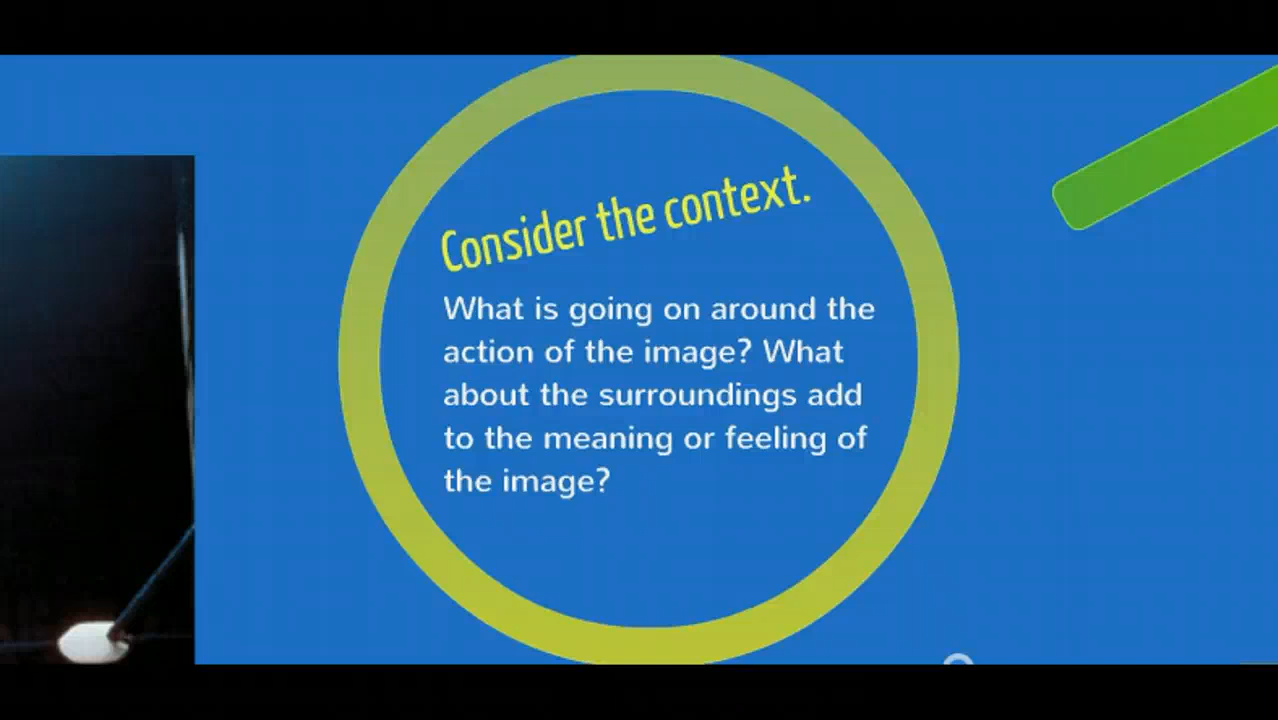 Consider the context.
What is going on around the
action of the image? What
about the surroundings add
to the meaning or feeling of
the image?